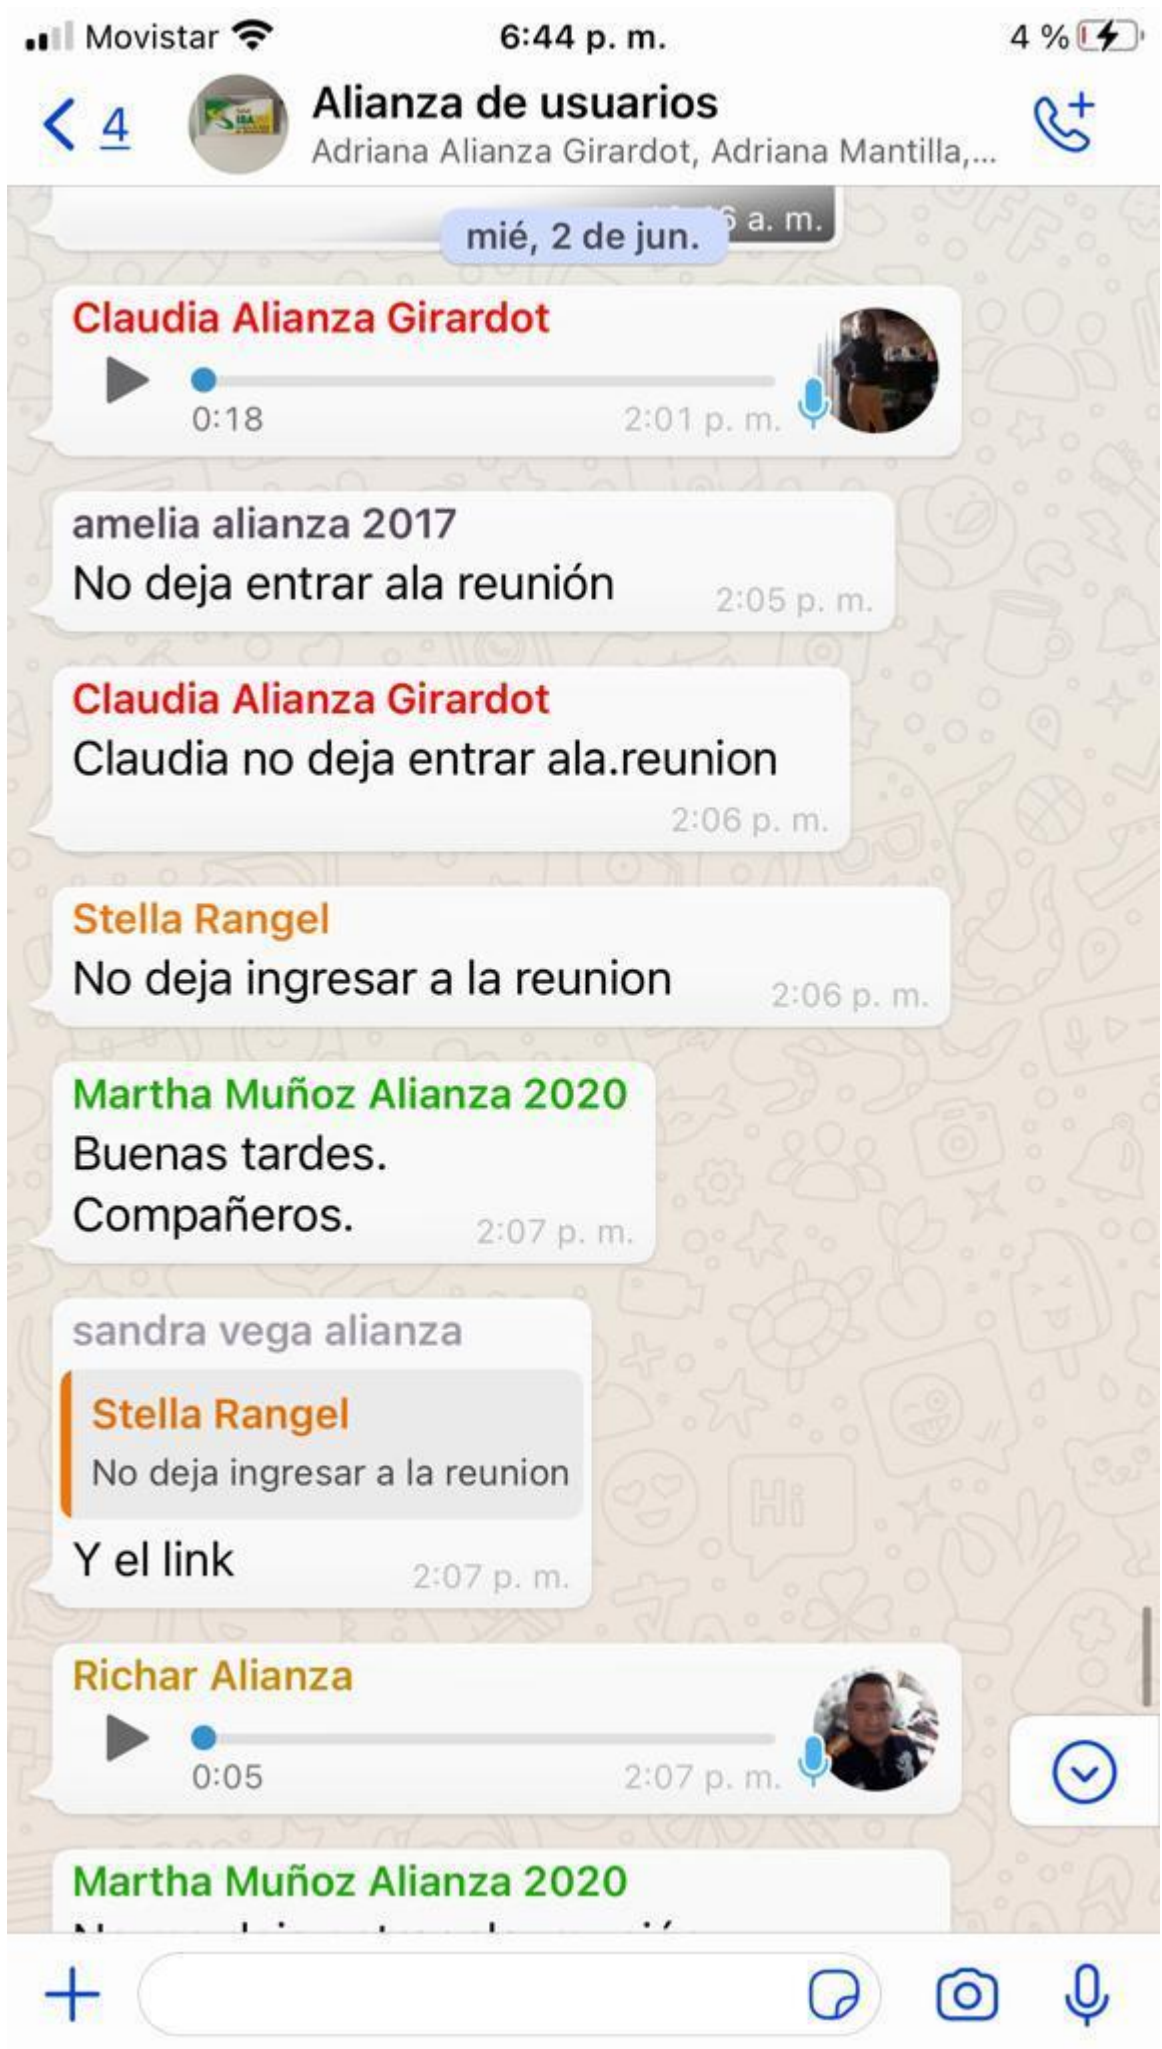 Movistar 6:44 p. m. 4 %
4 Alianza de usuarios
Adriana Alianza Girardot, Adriana Mantilla,...
a. m.
mié, 2 de jun.
Claudia Alianza Girardot
0:18 2:01 p. m.
amelia alianza 2017
No deja entrar ala reunión 2:05 p. m.
Claudia Alianza Girardot
Claudia no deja entrar ala.reunion
2:06 p. m.
Stella Rangel
No deja ingresar a la reunion 2:06 p. m.
Martha Muñoz Alianza 2020
Buenas tardes.
Compañeros. 2:07 p. m.
sandra vega alianza
Stella Rangel
No deja ingresar a la reunion
Y el link 2:07 p. m.
Richar Alianza
0:05 2:07 p. m.
Martha Muñoz Alianza 2020